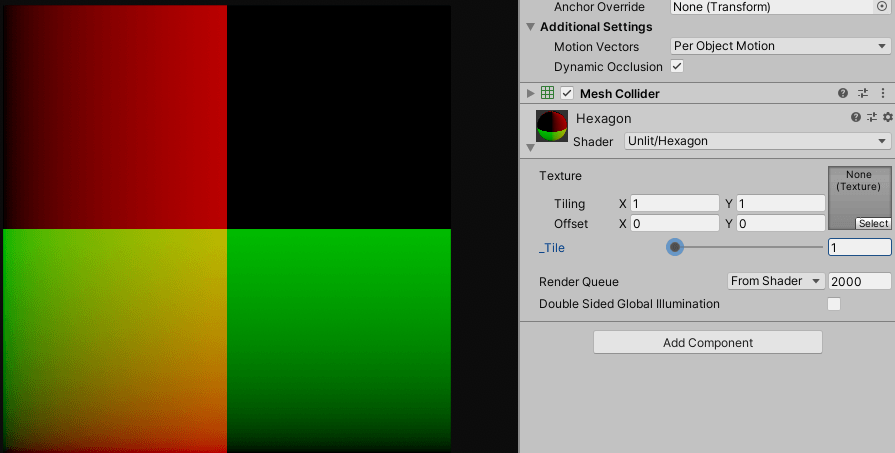 Anchor Override None (Transform)
Additional Settings
Motion Vectors Per Object Motion
Dynamic Occlusion
Mesh Collider
Hexagon
Shader Unlit/Hexagon
Texture
None
(Texture)
Tiling X 1 Y 1
Offset X 0 Y 0
Select
_Tile 1
Render Queue From Shader 2000
Double Sided Global Illumination
Add Component